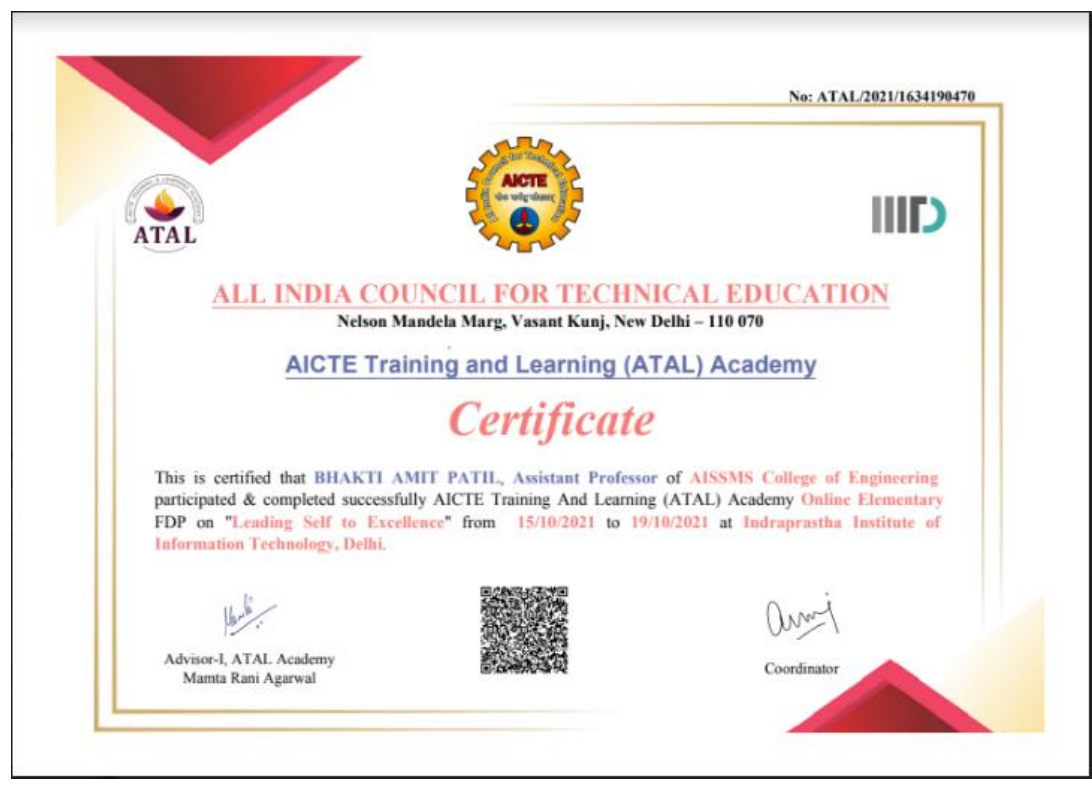 No: ATAL/2021/1634190470
AICTE
ATAL
IIITD
ALL INDIA COUNCIL FOR TECHNICAL EDUCATION
Nelson Mandela Marg, Vasant Kunj, New Delhi – 110 070
AICTE Training and Learning (ATAL) Academy
Certificate
This is certified that BHAKTI AMIT PATIL, Assistant Professor of AISSMS College of Engineering
participated & completed successfully AICTE Training And Learning (ATAL) Academy Online Elementary
FDP on "Leading Self to Excellence" from 15/10/2021 to 19/10/2021 at Indraprastha Institute of
Information Technology, Delhi.
Advisor-I, ATAL Academy
Mamta Rani Agarwal
Coordinator